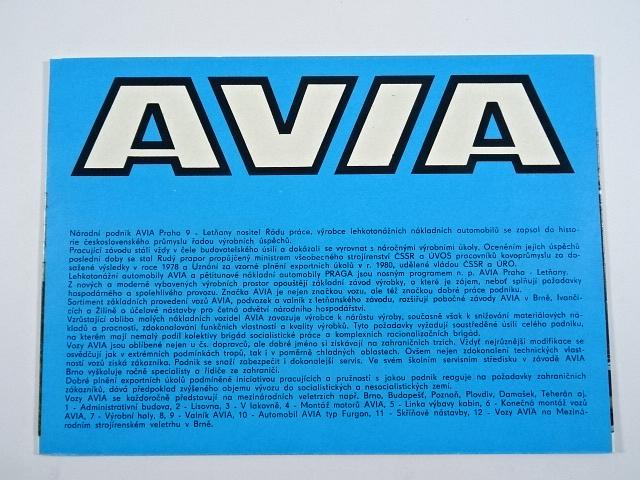 AVIA
Národní podnik AVIA Praha 9 - Letňany nositel Řádu práce, výrobce lehkotonážních nákladních automobilů se zapsal do histo-
rie československého průmyslu řadou výrobních úspěchů.
Pracující závodu stáli vždy v čele budovatelského úsilí a dokázali se vyrovnat s náročnými výrobními úkoly. Oceněním jejich úspěchů
poslední doby se stal Rudý prapor propůjčený ministrem všeobecného strojírenství ČSSR a ÚVOS pracovníků kovoprůmyslu za do-
sažené výsledky v roce 1978 a Uznání za vzorné plnění exportních úkolů v r. 1980, udělené vládou ČSSR a ÚRO.
Lehkotonážní automobily AVIA a pětitunové nákladní automobily PRAGA jsou nosným programem n. p. AVIA Praha - Letňany.
Z nových a moderně vybavených výrobních prostor opouštějí základní závod výrobky, o které je zájem, neboť splňují požadavky
hospodárného a spolehlivého provozu. Značka AVIA je nejen značkou vozu, ale též značkou dobré práce podniku.
Sortiment základních provedení vozů AVIA, podvozek a valník z letňanského závodu, rozšiřují pobočné závody AVIA v Brně, Ivanči-
cích a Žilině o účelové nástavby pro četná odvětví národního hospodářství.
Vzrůstající obliba malých nákladních vozidel AVIA zavazuje výrobce k nárůstu výroby, současně však k snižování materiálových ná-
kladů a pracnosti, zdokonalování funkčních vlastností a kvality výrobků. Tyto požadavky vyžadují soustředěné úsilí celého podniku,
na kterém mají nemalý podíl kolektivy brigád socialistické práce a komplexních racionalizačních brigád.
Vozy AVIA jsou oblíbené nejen u čs. dopravců, ale dobré jméno si získávají na zahraničních trzích. Vždyť nejrůznější modifikace se
osvědčují jak v extrémních podmínkách tropů, tak i v poměrně chladných oblastech. Ovšem nejen zdokonalení technických vlast-
ností vozů získá zákazníka. Podnik se snaží zabezpečit i dokonalejší servis. Ve svém školním servisním středisku v závodě AVIA
Brno vyškoluje ročně specialisty a řidiče ze zahraničí.
Dobré plnění exportních úkolů podmíněné iniciativou pracujících a pružností s jakou podnik reaguje na požadavky zahraničních
zákazníků, dává předpoklad zvýšenému objemu vývozu do socialistických a nesocialistických zemí.
Vozy AVIA se každoročně představují na mezinárodních veletrzích např. Brno, Budapešť, Poznaň, Plovdiv, Damašek, Teherán aj.
1 - Administrativní budova, 2 - Lisovna, 3 - V lakovně, 4 - Montáž motorů AVIA, 5 - Linka výbavy kabin, 6 - Konečná montáž vozů
AVIA, 7 - Výrobní haly, 8, 9 - Valník AVIA, 10 - Automobil AVIA typ Furgon, 11 - Skříňové nástavby, 12 - Vozy AVIA na Meziná-
rodním strojírenském veletrhu v Brně.